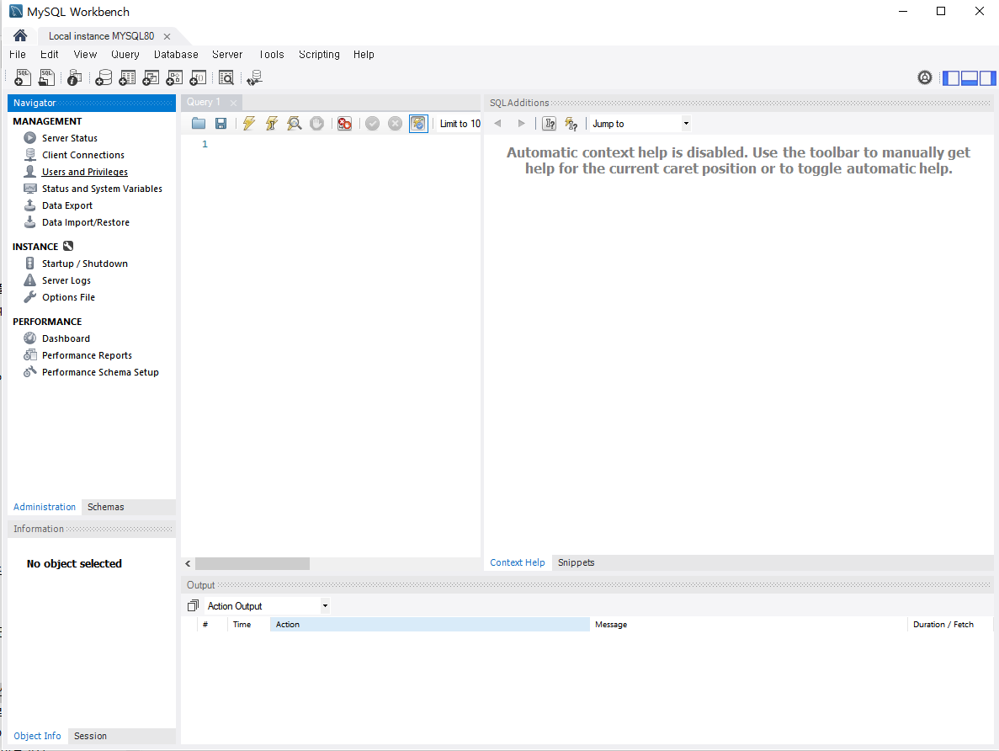 MySQL Workbench
Local instance MYSQL80
File Edit View Query Database Server Tools Scripting Help
Navigator
MANAGEMENT
Server Status
Client Connections
Users and Privileges
Status and System Variables
Data Export
Data Import/Restore
INSTANCE
Startup / Shutdown
Server Logs
Options File
PERFORMANCE
Dashboard
Performance Reports
Performance Schema Setup
Administration Schemas
Information
No object selected
Object Info Session
Query 1
Limit to 10
1
SQLAdditions
Jump to
Automatic context help is disabled. Use the toolbar to manually get
help for the current caret position or to toggle automatic help.
Context Help Snippets
Output
Action Output
# Time Action Message Duration / Fetch